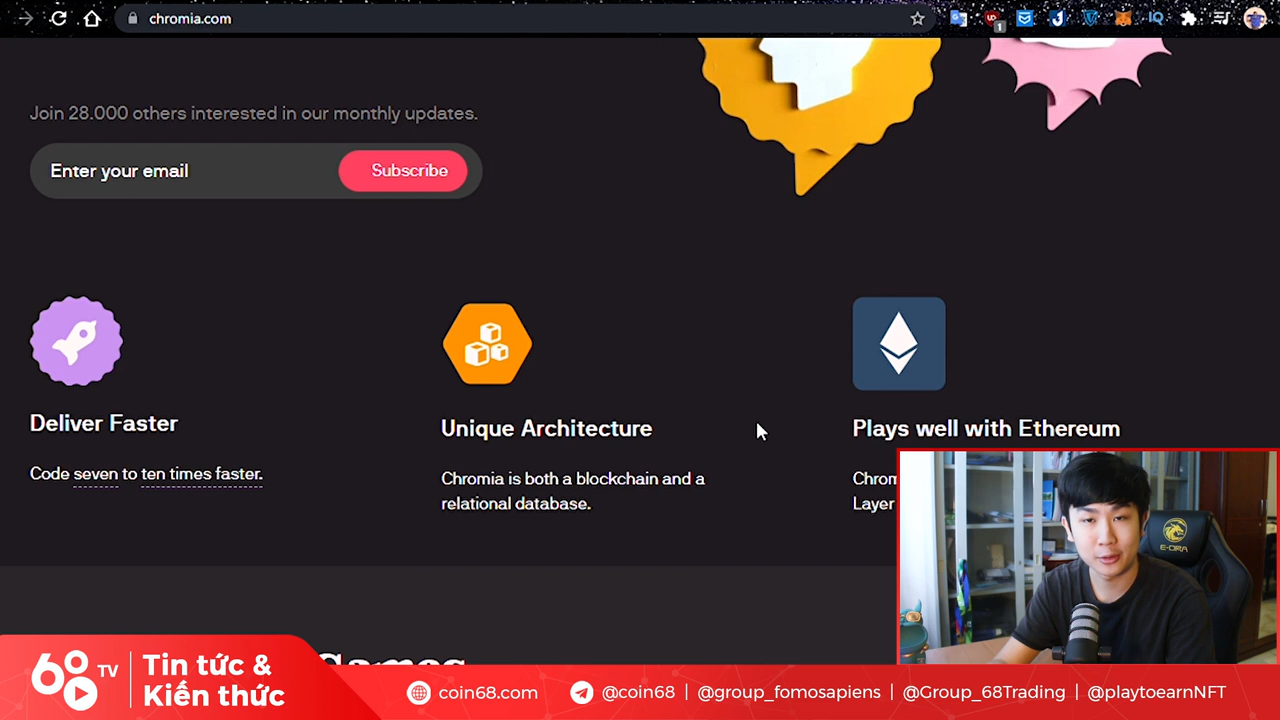 chromia.com
1
Join 28.000 others interested in our monthly updates.
Enter your email
Subscribe
Deliver Faster
Code seven to ten times faster.
Unique Architecture
Chromia is both a blockchain and a
relational database.
Plays well with Ethereum
Chrom
Layer
E-DRA
Games
68 TV
Tin tức &
Kiến thức
coin68.com
@coin68 | @group_fomosapiens | @Group_68Trading | @playtoearnNFT